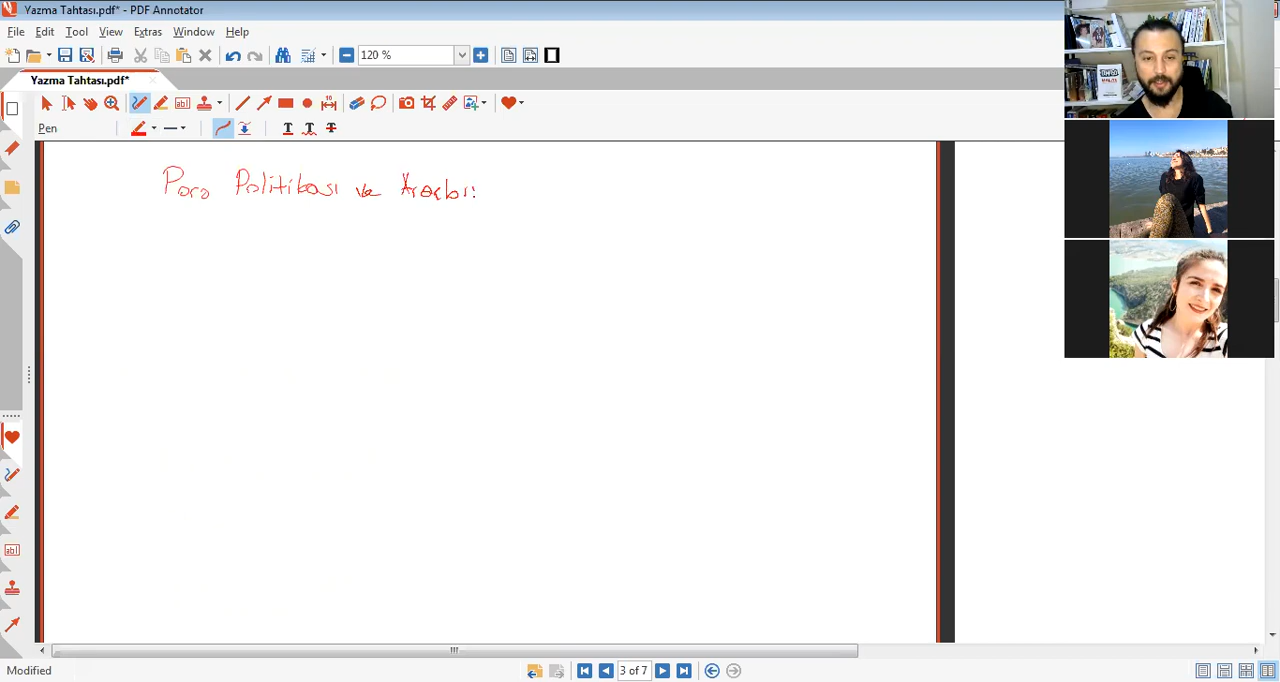 Yazma Tahtası.pdf* - PDF Annotator
File Edit Tool View Extras Window Help
120 %
Yazma Tahtası.pdf*
Pen
Para Politikası ve Araçları
Modified
3 of 7